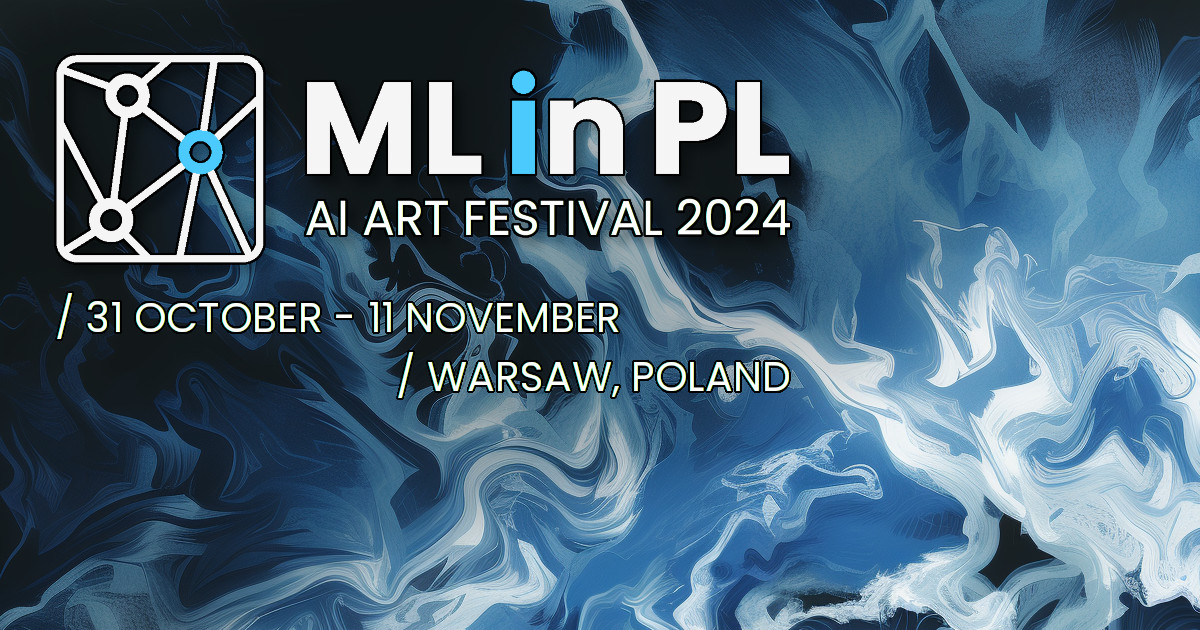 ML in PL
AI ART FESTIVAL 2024
/ 31 OCTOBER - 11 NOVEMBER
/ WARSAW, POLAND